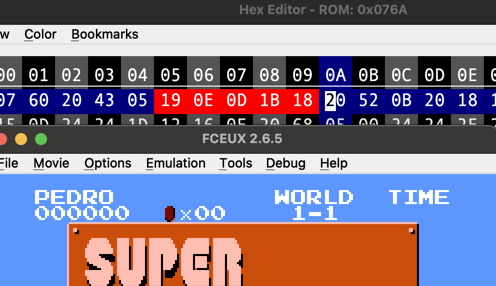 Hex Editor - ROM: 0x076A
w Color Bookmarks
00 01 02 03 04 05 06 07 08 09 0A 0B 0C 0D 0E
07 60 20 43 05 19 0E 0D 1B 18 20 52 0B 20 18 1
FCEUX 2.6.5
File Movie Options Emulation Tools Debug Help
PEDRO WORLD TIME
000000 x00 1-1
SUPER